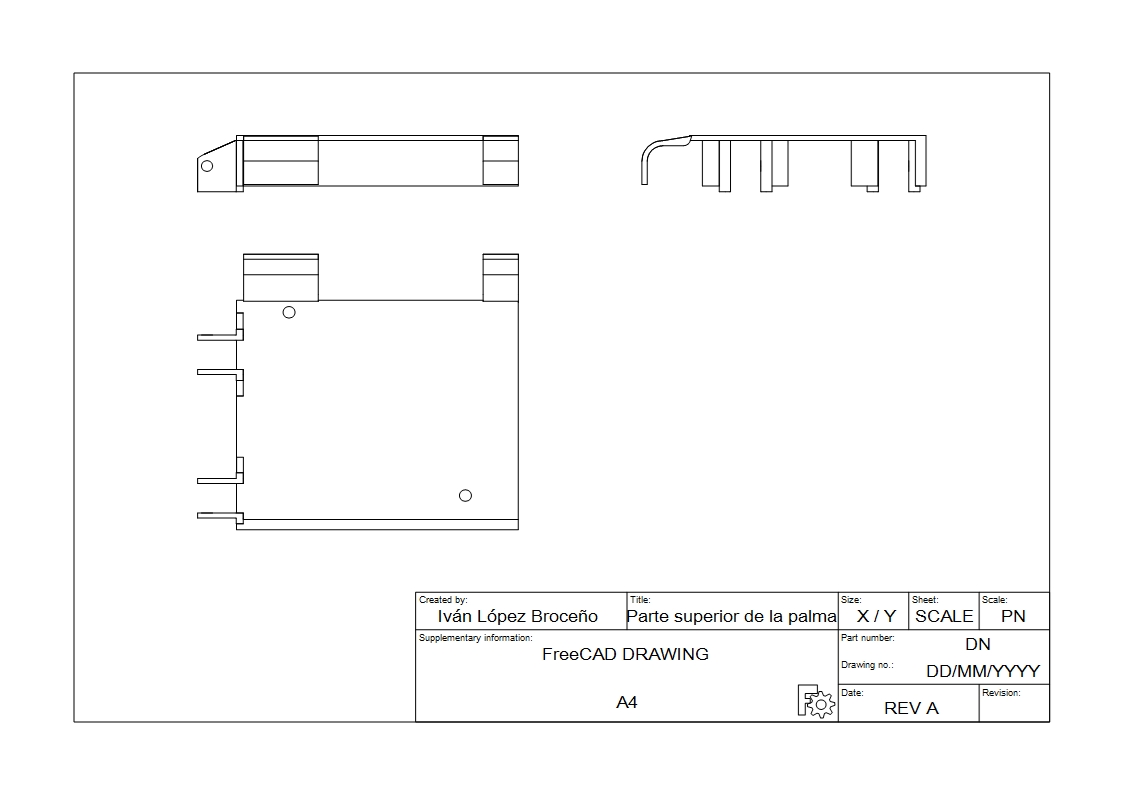 Created by:
Iván López Broceño
Title:
Parte superior de la palma
Size:
X / Y
Sheet:
SCALE
Scale:
PN
Supplementary information:
FreeCAD DRAWING
A4
Part number:
DN
Drawing no.:
DD/MM/YYYY
Date:
REV A
Revision: